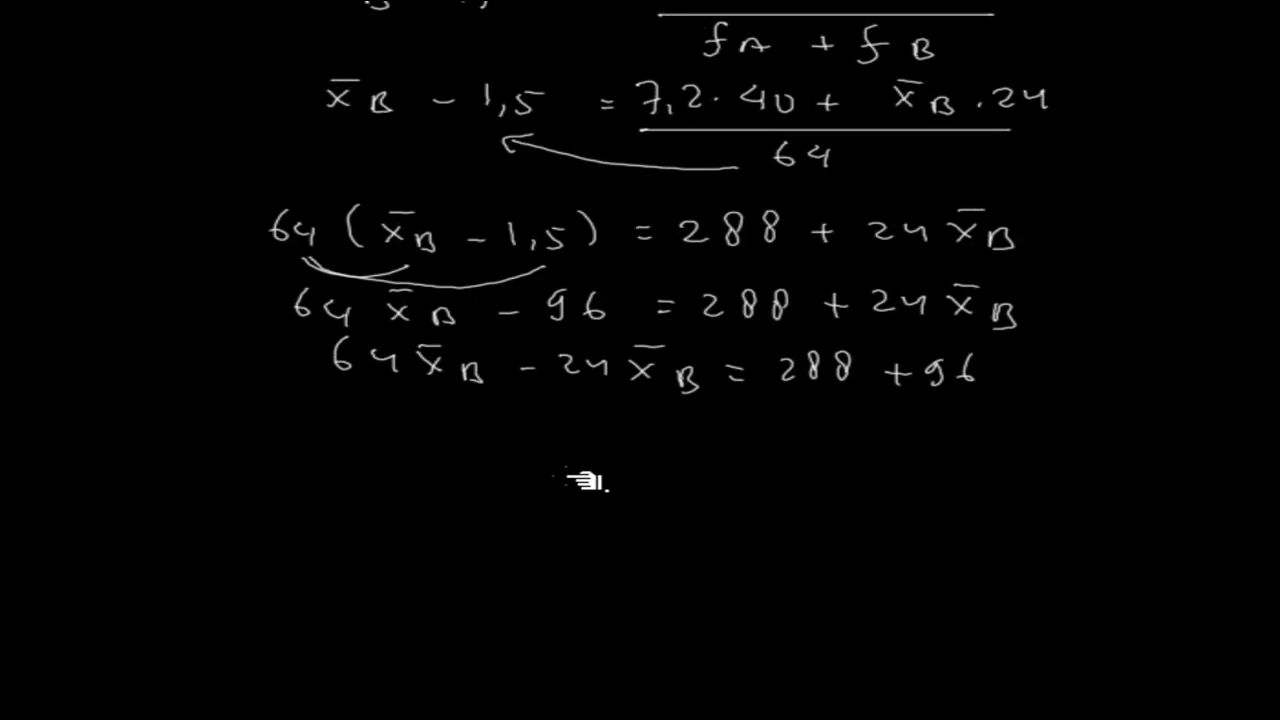 fA + fB
x̄B - 1,5 = 7,2 . 40 + x̄B . 24
64
64 (x̄B - 1,5) = 288 + 24 x̄B
64 x̄B - 96 = 288 + 24 x̄B
64 x̄B - 24 x̄B = 288 + 96